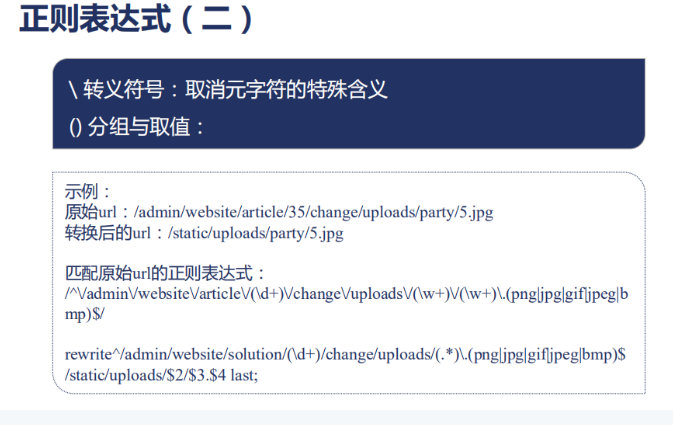 正则表达式（二）
\ 转义符号：取消元字符的特殊含义
() 分组与取值：
示例：
原始url：/admin/website/article/35/change/uploads/party/5.jpg
转换后的url：/static/uploads/party/5.jpg
匹配原始url的正则表达式：
/^\/admin\/website\/article\/(\d+)\/change\/uploads\/(\w+)\/(\w+)\.(png|jpg|gif|jpeg|b
mp)$/
rewrite^/admin/website/solution/(\d+)/change/uploads/(.*)\.(png|jpg|gif|jpeg|bmp)$
/static/uploads/$2/$3.$4 last;